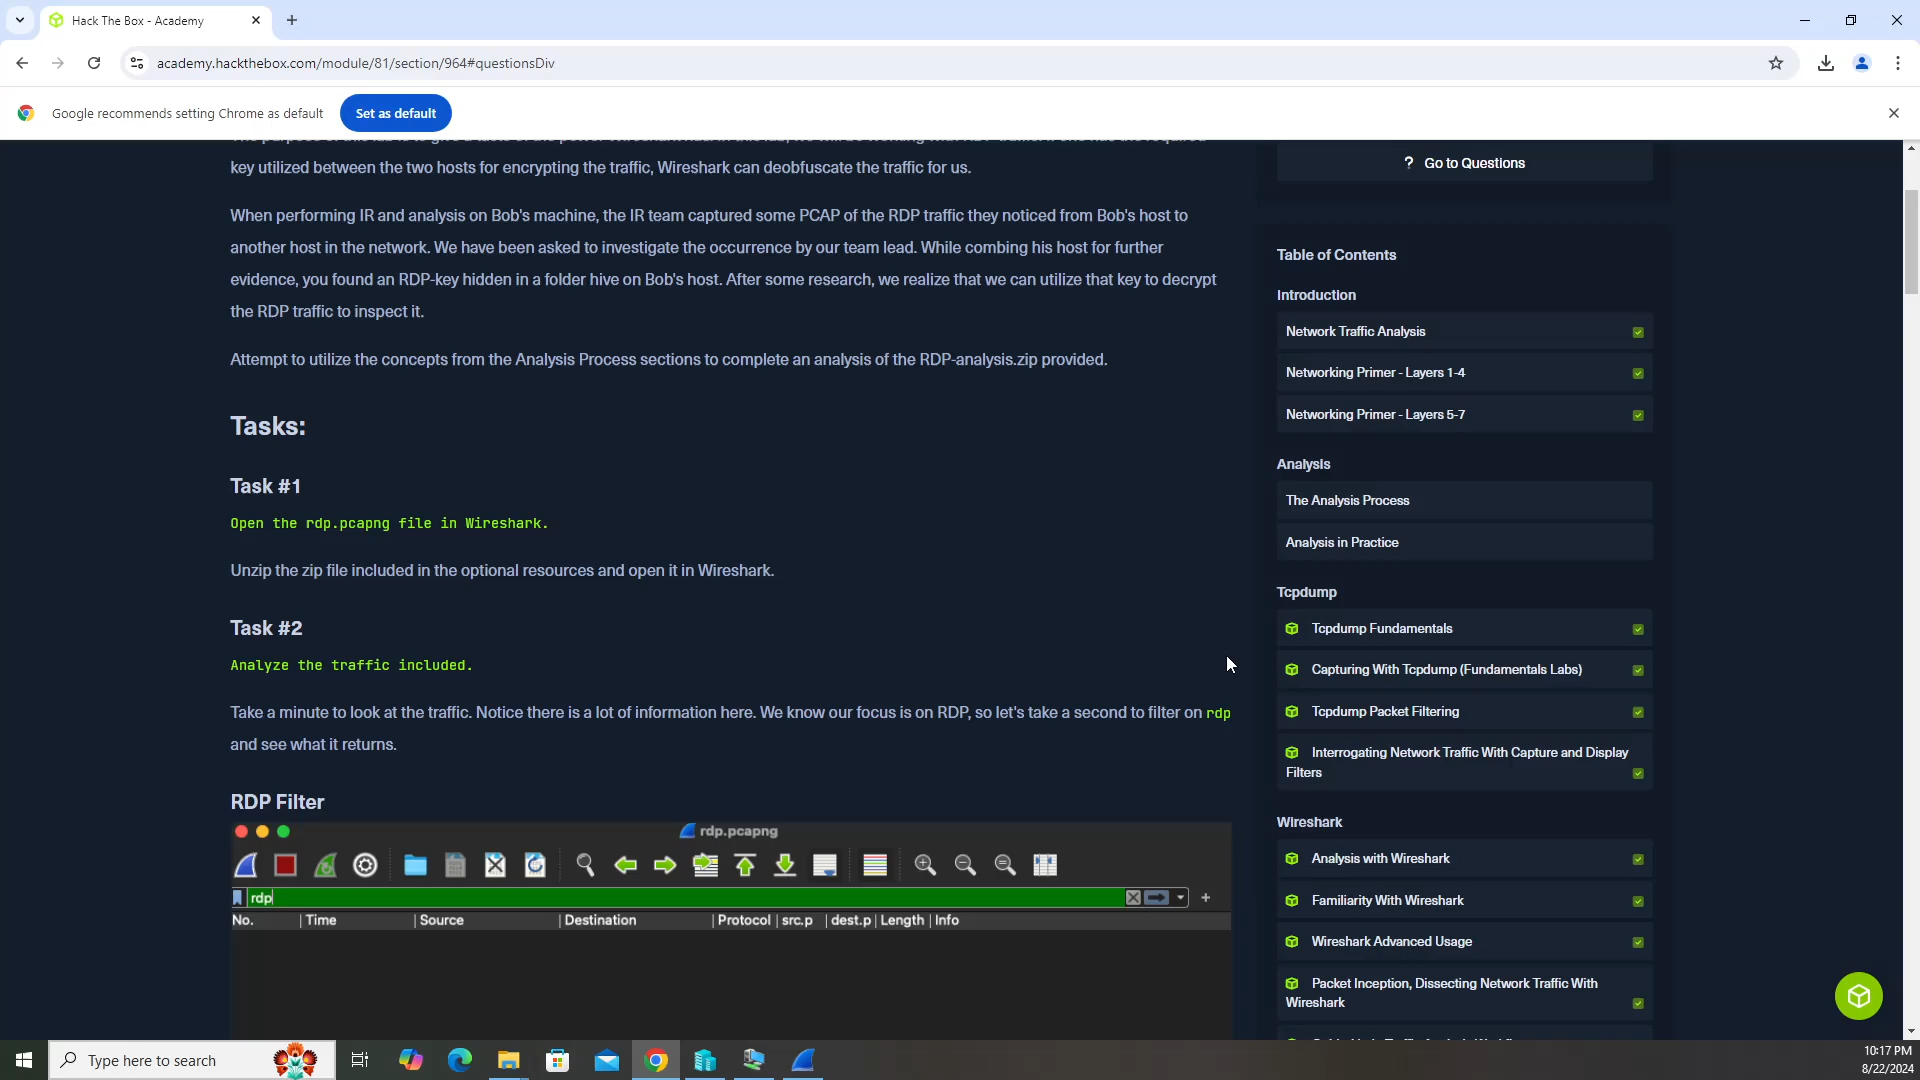 Hack The Box - Academy
academy.hackthebox.com/module/81/section/964#questionsDiv
Google recommends setting Chrome as default
Set as default
key utilized between the two hosts for encrypting the traffic, Wireshark can deobfuscate the traffic for us.
When performing IR and analysis on Bob's machine, the IR team captured some PCAP of the RDP traffic they noticed from Bob's host to
another host in the network. We have been asked to investigate the occurrence by our team lead. While combing his host for further
evidence, you found an RDP-key hidden in a folder hive on Bob's host. After some research, we realize that we can utilize that key to decrypt
the RDP traffic to inspect it.
Attempt to utilize the concepts from the Analysis Process sections to complete an analysis of the RDP-analysis.zip provided.
Tasks:
Task #1
Open the rdp.pcapng file in Wireshark.
Unzip the zip file included in the optional resources and open it in Wireshark.
Task #2
Analyze the traffic included.
Take a minute to look at the traffic. Notice there is a lot of information here. We know our focus is on RDP, so let's take a second to filter on rdp
and see what it returns.
RDP Filter
rdp.pcapng
rdp
No. Time Source Destination Protocol src.p dest.p Length Info
? Go to Questions
Table of Contents
Introduction
Network Traffic Analysis
Networking Primer - Layers 1-4
Networking Primer - Layers 5-7
Analysis
The Analysis Process
Analysis in Practice
Tcpdump
Tcpdump Fundamentals
Capturing With Tcpdump (Fundamentals Labs)
Tcpdump Packet Filtering
Interrogating Network Traffic With Capture and Display
Filters
Wireshark
Analysis with Wireshark
Familiarity With Wireshark
Wireshark Advanced Usage
Packet Inception, Dissecting Network Traffic With
Wireshark
Type here to search
10:17 PM
8/22/2024